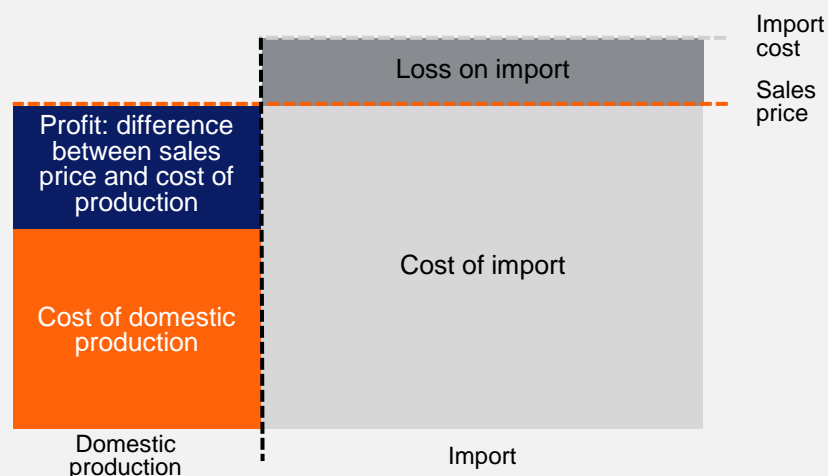 Import
cost
Loss on import
Sales
price
Profit: difference
between sales
price and cost of
production
Cost of import
Cost of domestic
production
Domestic
production
Import